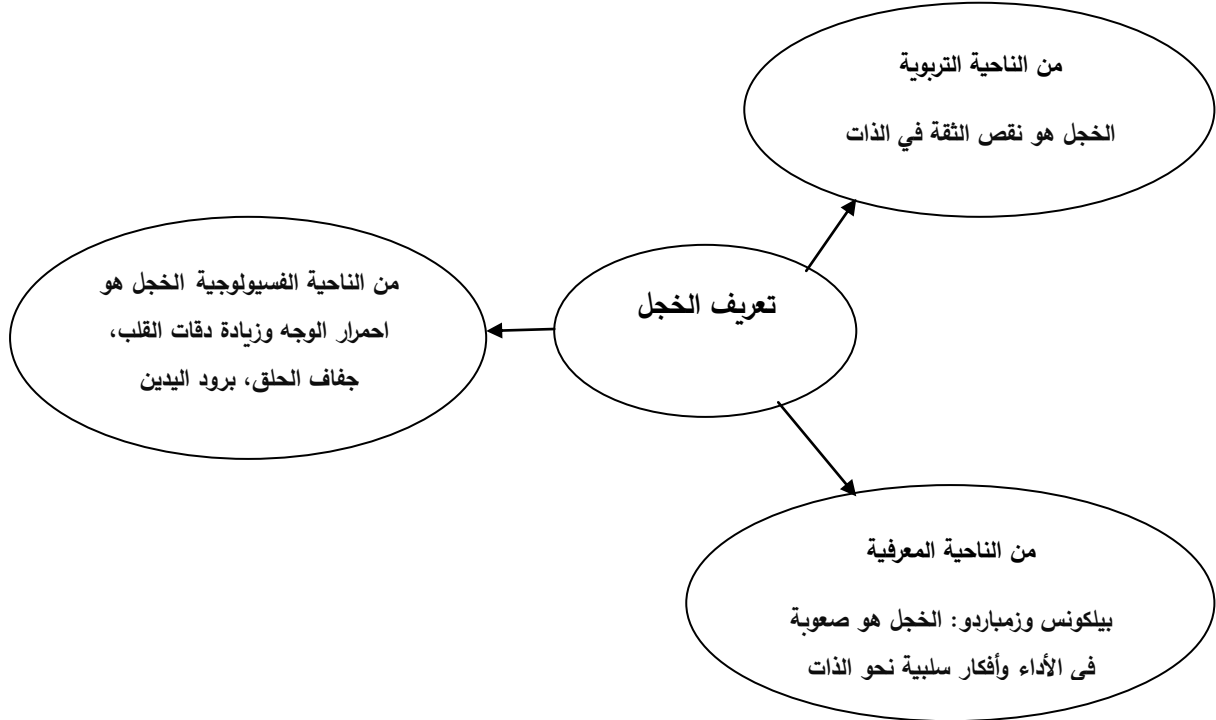 من الناحية التربوية
الخجل هو نقص الثقة في الذات
تعريف الخجل
من الناحية الفسيولوجية الخجل هو
احمرار الوجه وزيادة دقات القلب،
جفاف الحلق، برود اليدين
من الناحية المعرفية
بيلكونس وزمباردو: الخجل هو صعوبة
في الأداء وأفكار سلبية نحو الذات